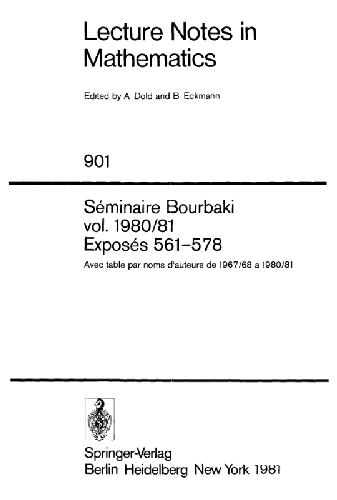 Lecture Notes in
Mathematics
Edited by A. Dold and B. Eckmann
901
Séminaire Bourbaki
vol. 1980/81
Exposés 561–578
Avec table par noms d'auteurs de 1967/68 a 1980/81
Springer-Verlag
Berlin Heidelberg New York 1981